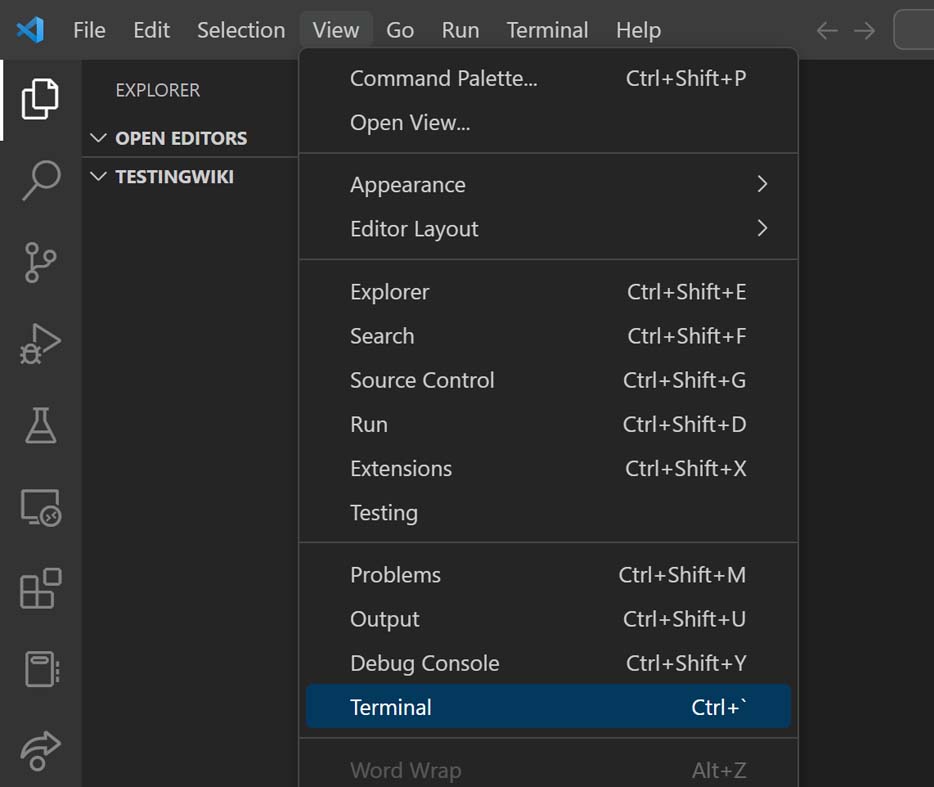 File Edit Selection View Go Run Terminal Help
EXPLORER
OPEN EDITORS
TESTINGWIKI
Command Palette... Ctrl+Shift+P
Open View...
Appearance
Editor Layout
Explorer Ctrl+Shift+E
Search Ctrl+Shift+F
Source Control Ctrl+Shift+G
Run Ctrl+Shift+D
Extensions Ctrl+Shift+X
Testing
Problems Ctrl+Shift+M
Output Ctrl+Shift+U
Debug Console Ctrl+Shift+Y
Terminal Ctrl+`
Word Wrap Alt+Z